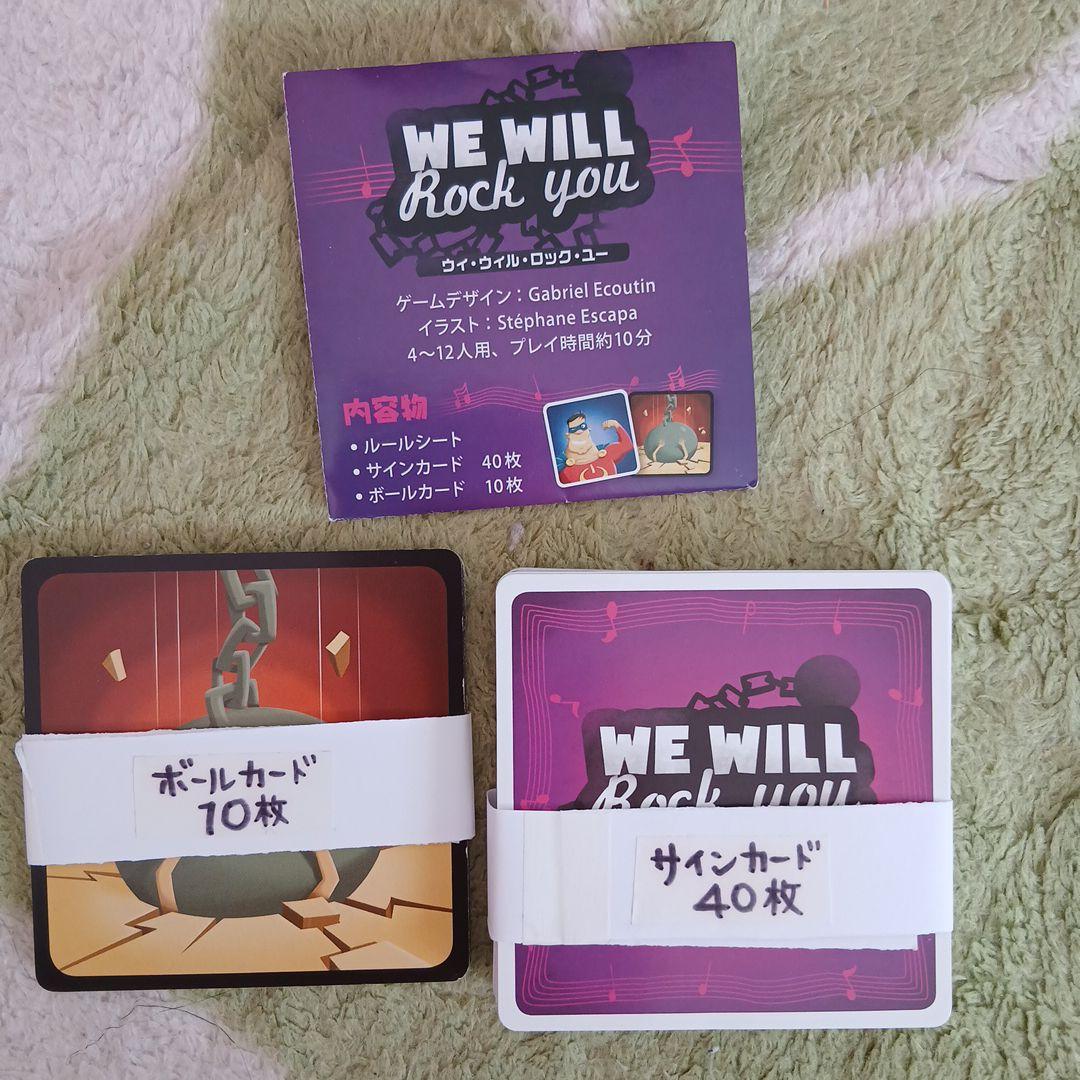 WE WILL
Rock you
ウィ・ウィル・ロック・ユー
ゲームデザイン：Gabriel Ecoutin
イラスト：Stéphane Escapa
4〜12人用、プレイ時間約10分
内容物
• ルールシート
• サインカード 40枚
• ボールカード 10枚
ボールカード
10枚
WE WILL
Rock you
サインカード
40枚